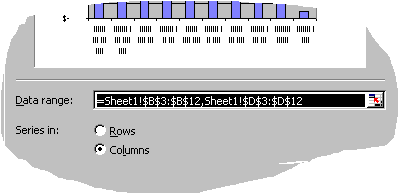 $-
Data range: =Sheet1!$B$3:$B$12,Sheet1!$D$3:$D$12
Series in: Rows
Columns